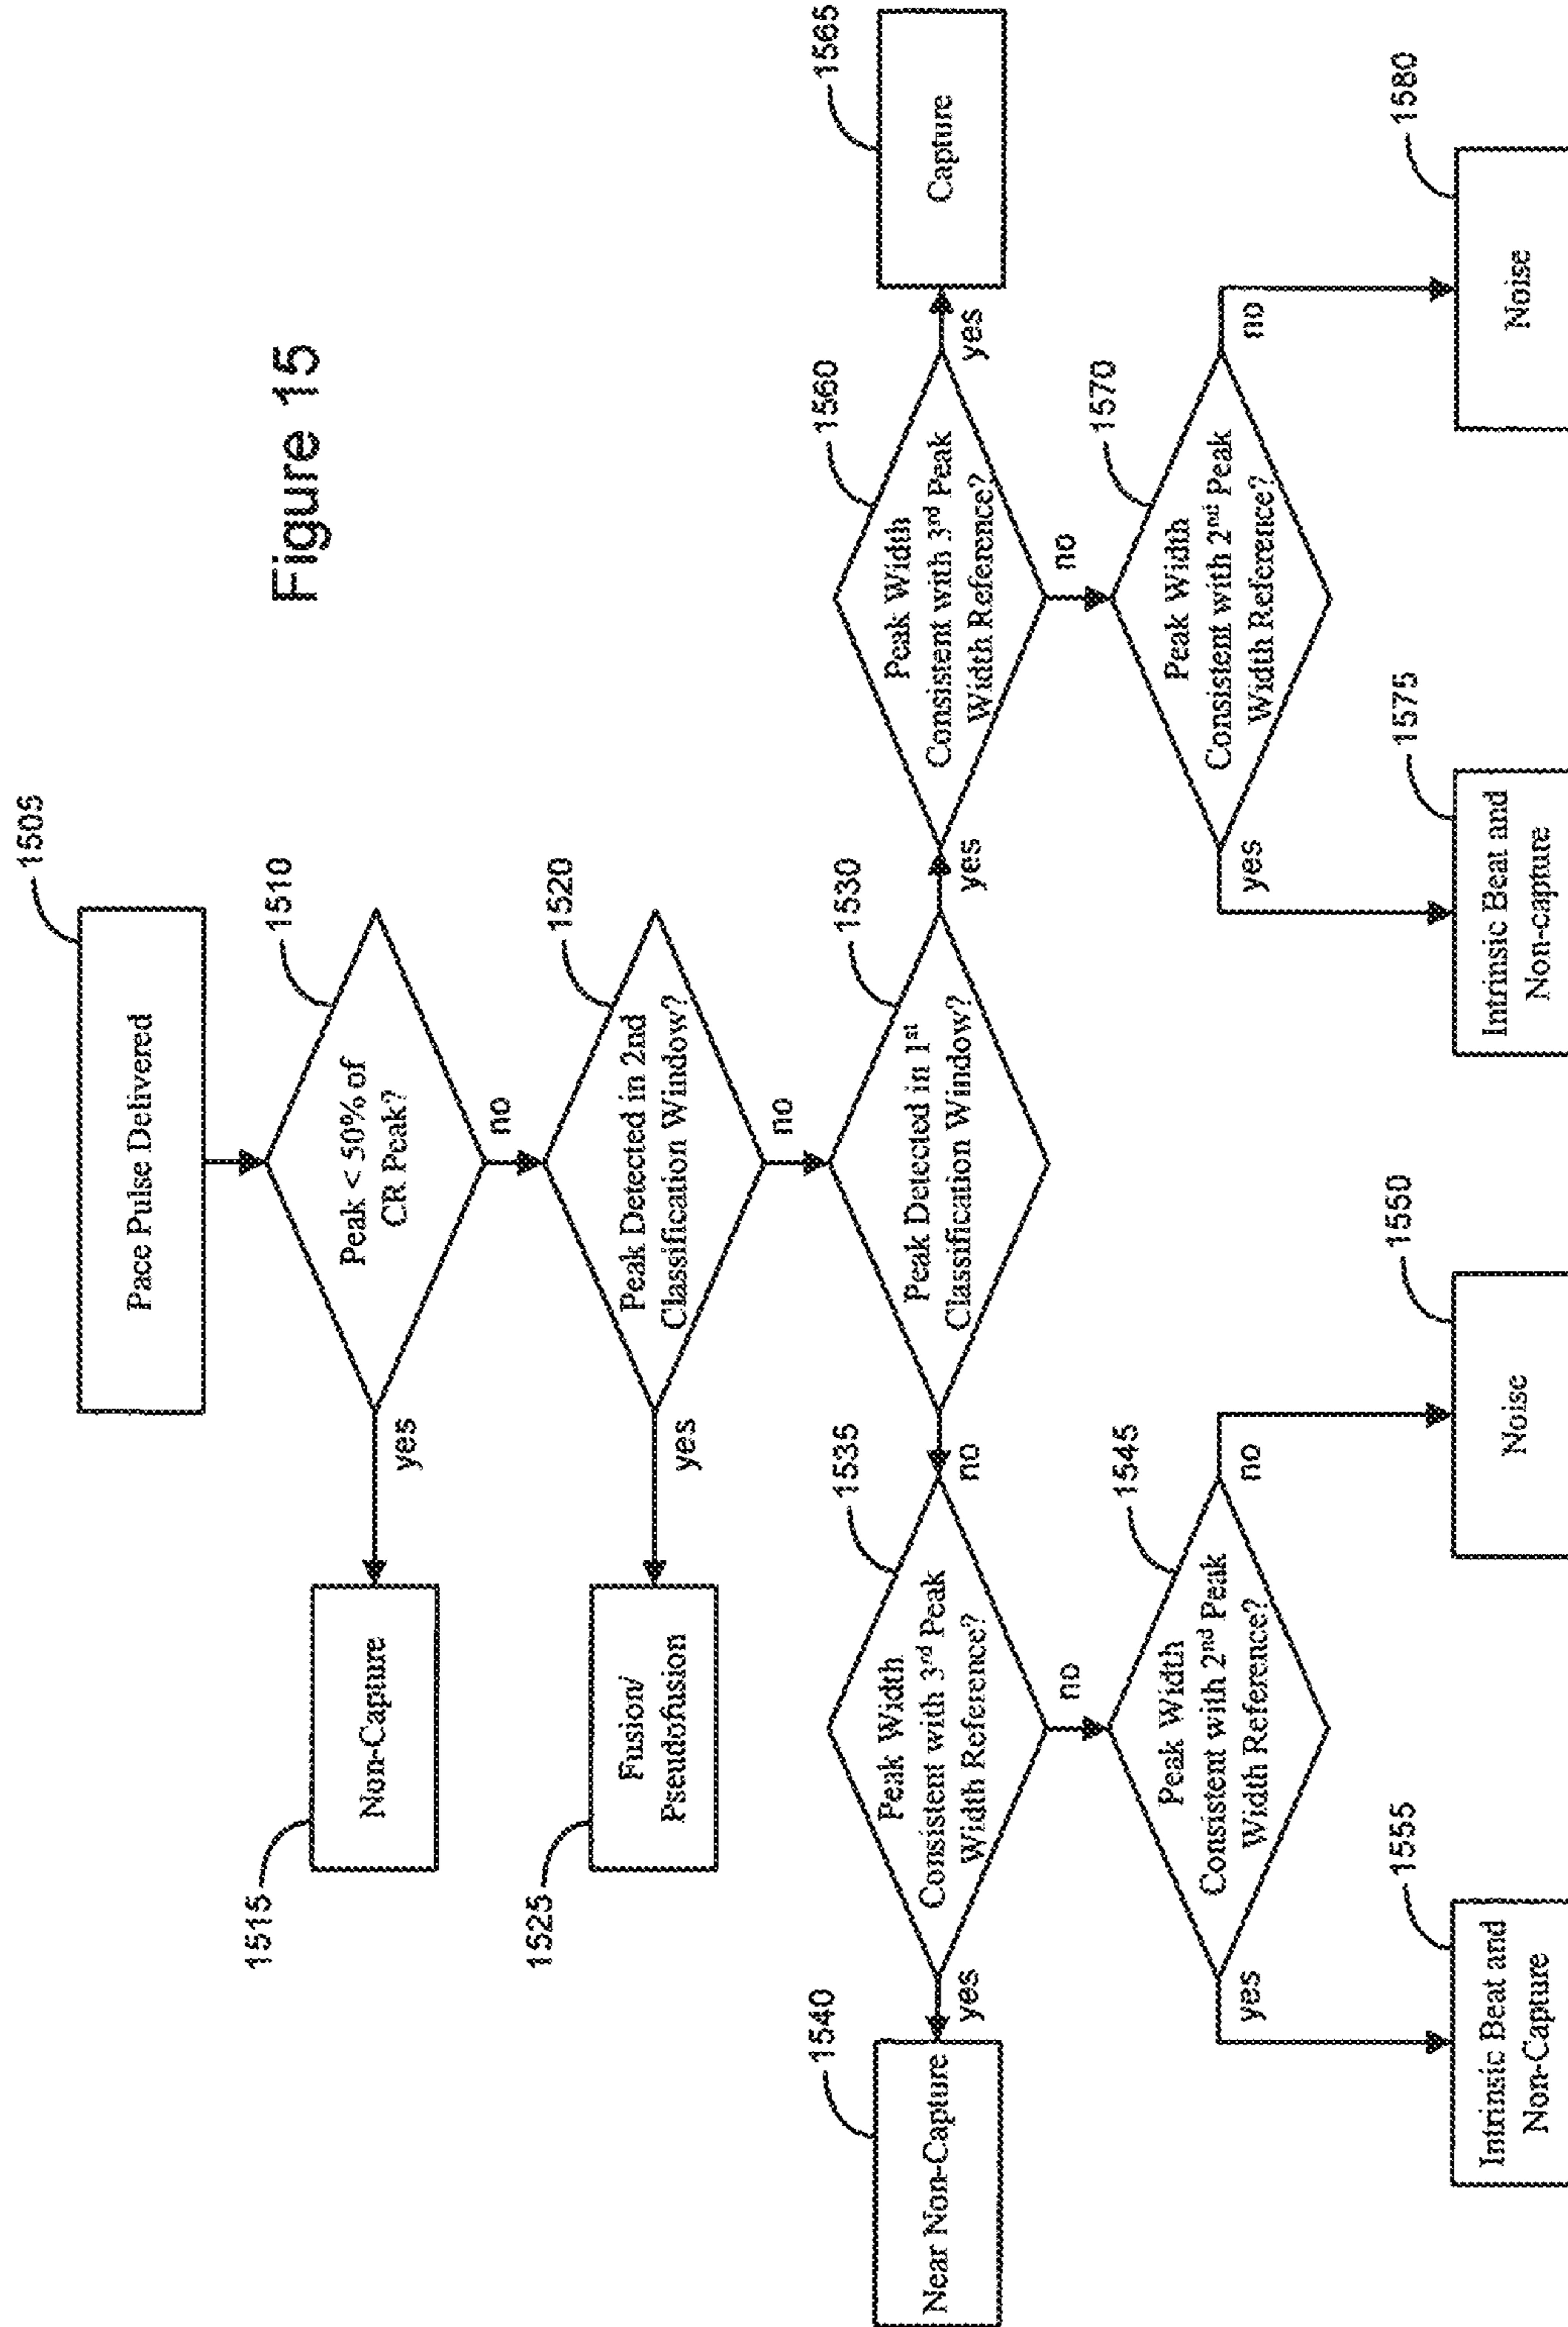 Figure 15
1505
Pace Pulse Delivered
1510
Peak < 50% of
CR Peak?
yes
no
1515
Non-Capture
1520
Peak Detected in 2nd
Classification Window?
yes
no
1525
Fusion/
Pseudofusion
1530
Peak Detected in 1st
Classification Window?
no
yes
1535
Peak Width
Consistent with 3rd Peak
Width Reference?
yes
no
1540
Near Non-Capture
1545
Peak Width
Consistent with 2nd Peak
Width Reference?
yes
no
1555
Intrinsic Beat and
Non-Capture
1550
Noise
1560
Peak Width
Consistent with 3rd Peak
Width Reference?
yes
no
1565
Capture
1570
Peak Width
Consistent with 2nd Peak
Width Reference?
yes
no
1575
Intrinsic Beat and
Non-capture
1580
Noise